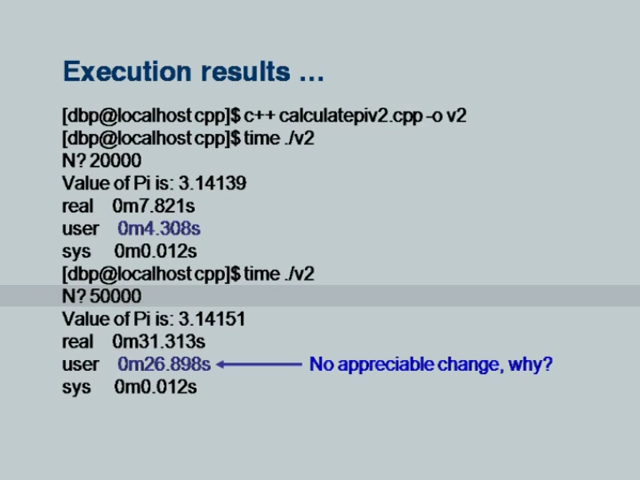 Execution results …
[dbp@localhost cpp]$ c++ calculatepiv2.cpp -o v2
[dbp@localhost cpp]$ time ./v2
N? 20000
Value of Pi is: 3.14139
real 0m7.821s
user 0m4.308s
sys 0m0.012s
[dbp@localhost cpp]$ time ./v2
N? 50000
Value of Pi is: 3.14151
real 0m31.313s
user 0m26.898s No appreciable change, why?
sys 0m0.012s